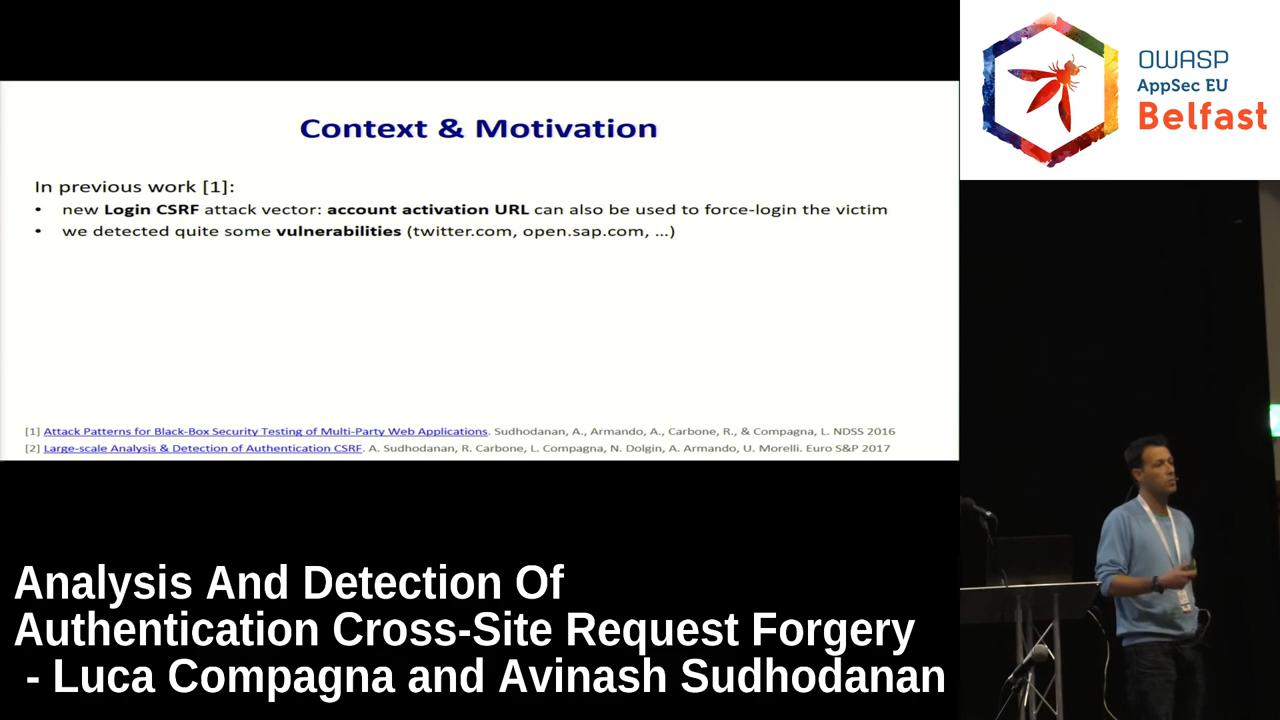 Context & Motivation
In previous work [1]:
• new Login CSRF attack vector: account activation URL can also be used to force-login the victim
• we detected quite some vulnerabilities (twitter.com, open.sap.com, ...)
[1] Attack Patterns for Black-Box Security Testing of Multi-Party Web Applications. Sudhodanan, A., Armando, A., Carbone, R., & Compagna, L. NDSS 2016
[2] Large-scale Analysis & Detection of Authentication CSRF. A. Sudhodanan, R. Carbone, L. Compagna, N. Dolgin, A. Armando, U. Morelli. Euro S&P 2017
OWASP
AppSec EU
Belfast
Analysis And Detection Of
Authentication Cross-Site Request Forgery
- Luca Compagna and Avinash Sudhodanan